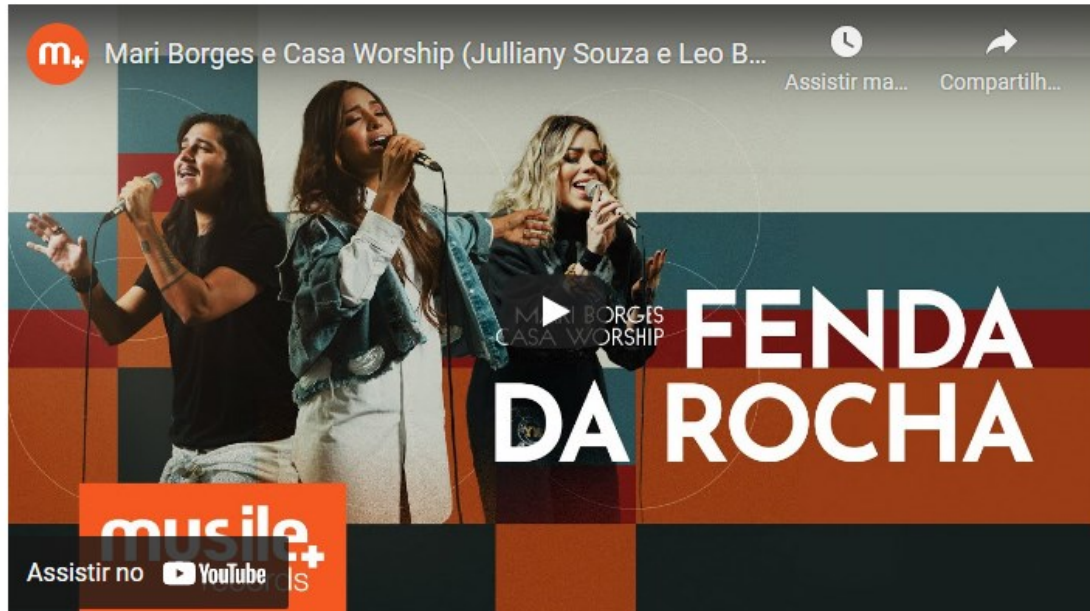 m+
Mari Borges e Casa Worship (Julliany Souza e Leo B...
Assistir ma...
Compartilh...
MARI BORGES
CASA WORSHIP
FENDA
DA ROCHA
musile+
records
Assistir no YouTube